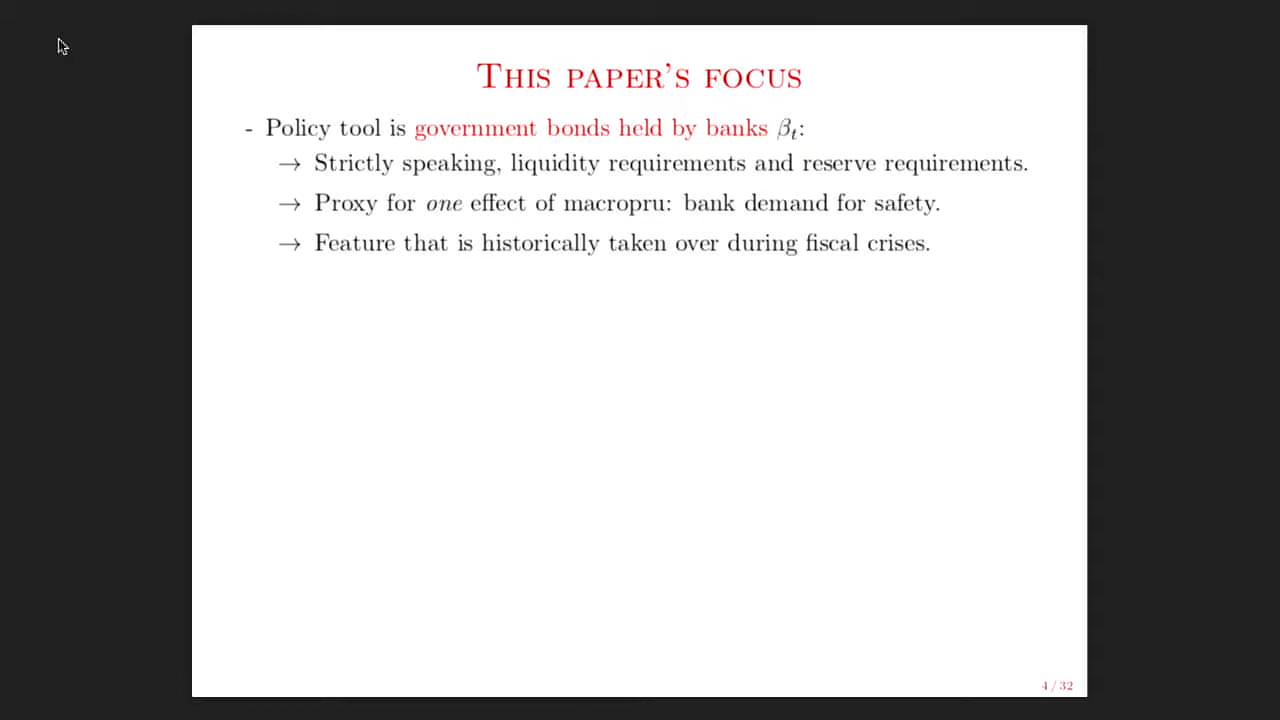 This paper's focus
- Policy tool is government bonds held by banks βt:
→ Strictly speaking, liquidity requirements and reserve requirements.
→ Proxy for one effect of macropru: bank demand for safety.
→ Feature that is historically taken over during fiscal crises.
4 / 32